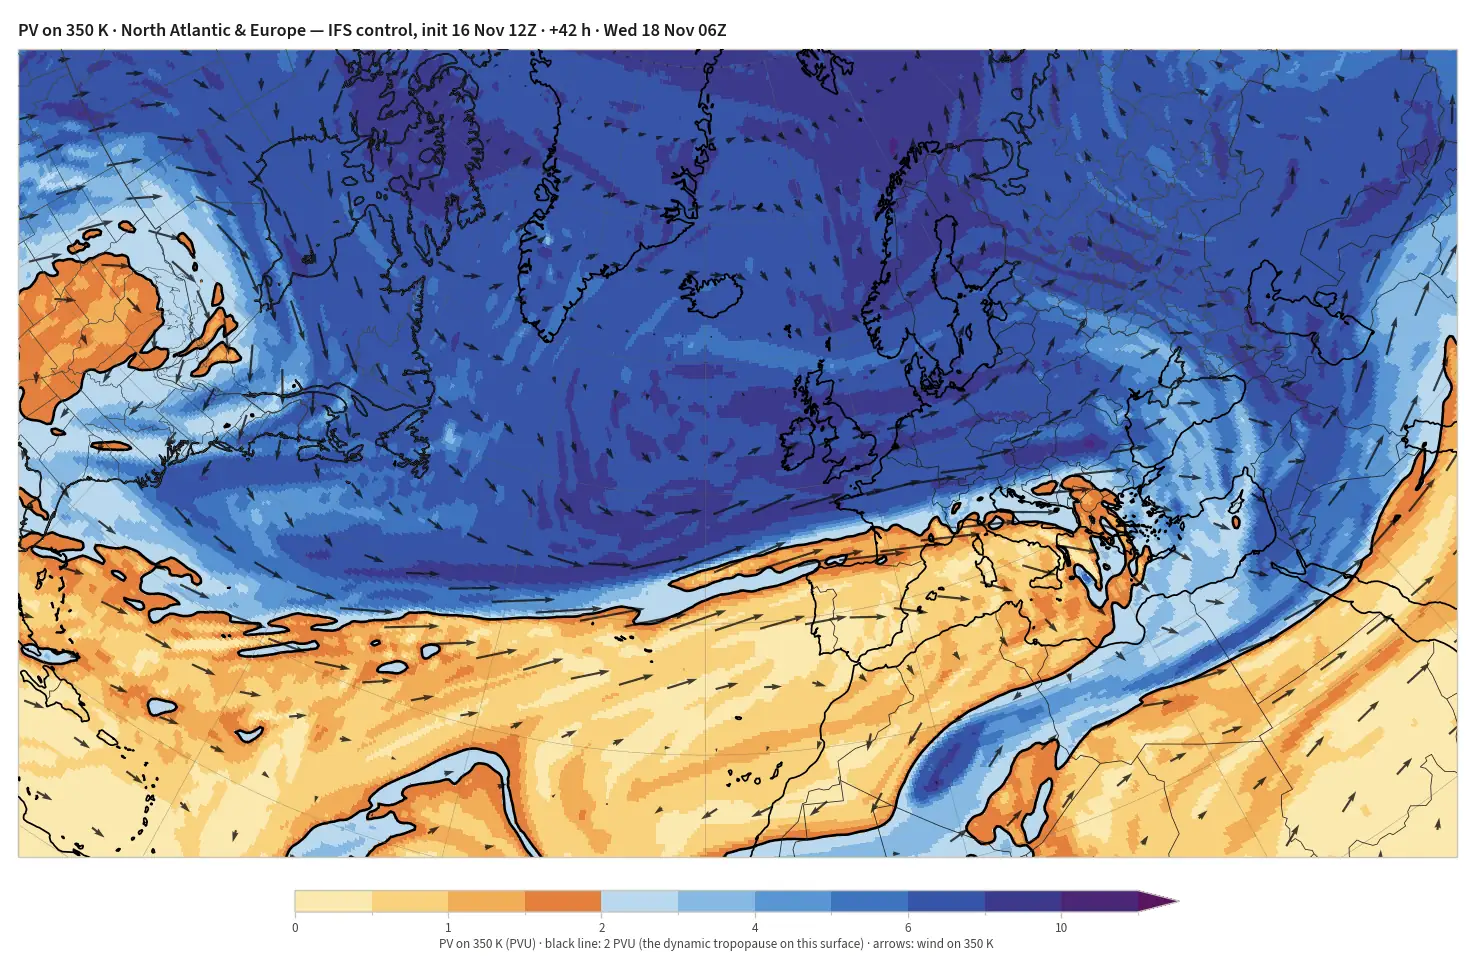 PV on 350 K · North Atlantic & Europe — IFS control, init 16 Nov 12Z · +42 h · Wed 18 Nov 06Z
0 1 2 4 6 10
PV on 350 K (PVU) · black line: 2 PVU (the dynamic tropopause on this surface) · arrows: wind on 350 K